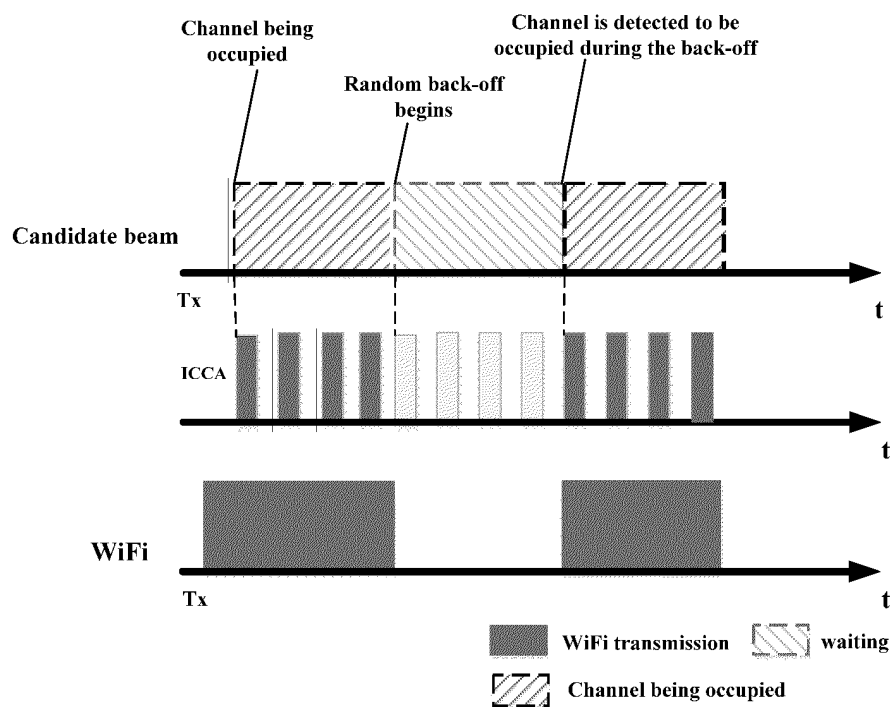 Channel being
occupied
Random back-off
begins
Channel is detected to be
occupied during the back-off
Candidate beam
Tx
t
ICCA
t
WiFi
Tx
t
WiFi transmission
waiting
Channel being occupied